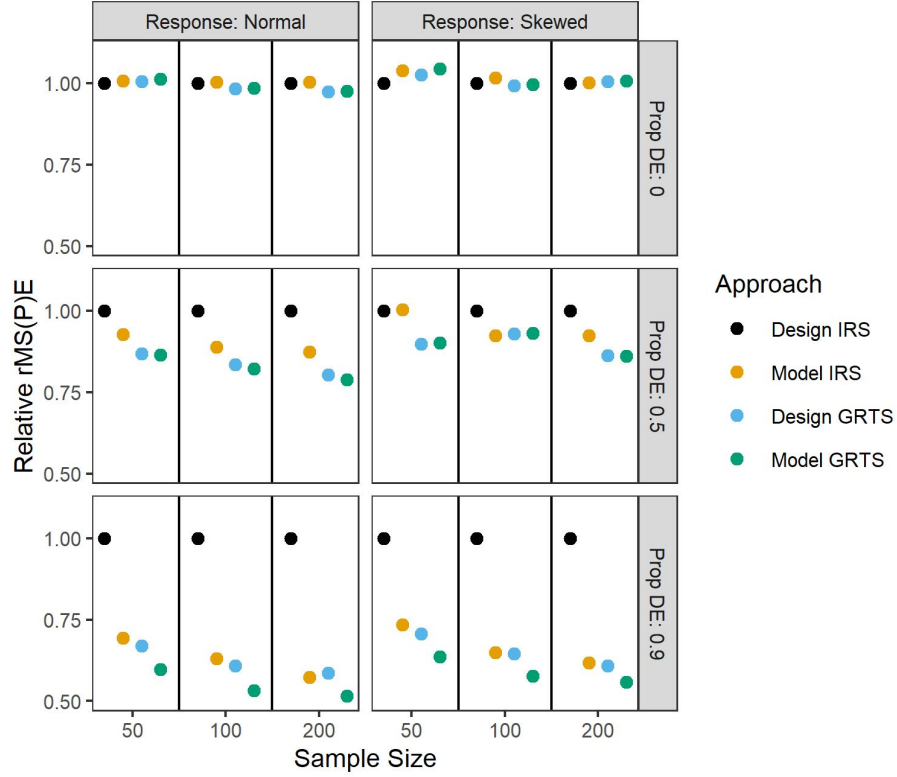 Response: Normal
Response: Skewed
Relative rMS(P)E
1.00
0.75
0.50
Prop DE: 0
1.00
0.75
0.50
Prop DE: 0.5
1.00
0.75
0.50
Prop DE: 0.9
50
100
200
50
100
200
Sample Size
Approach
Design IRS
Model IRS
Design GRTS
Model GRTS